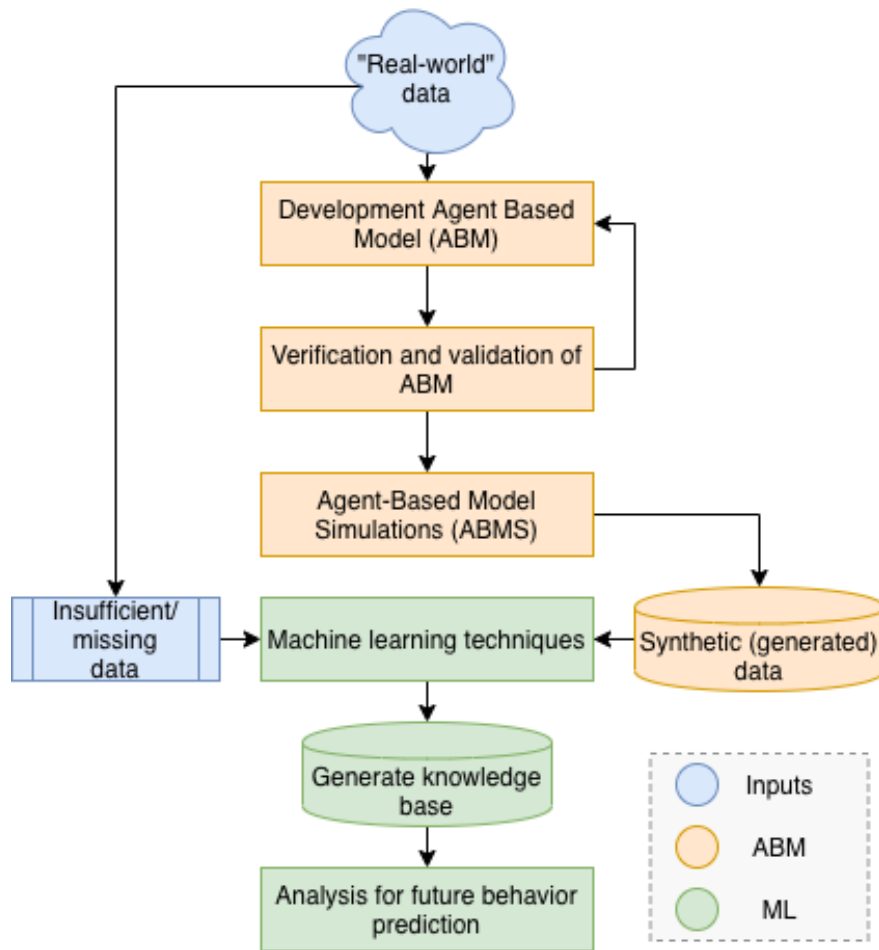 "Real-world"
data
Development Agent Based
Model (ABM)
Verification and validation of
ABM
Agent-Based Model
Simulations (ABMS)
Insufficient/
missing
data
Machine learning techniques
Synthetic (generated)
data
Generate knowledge
base
Analysis for future behavior
prediction
Inputs
ABM
ML